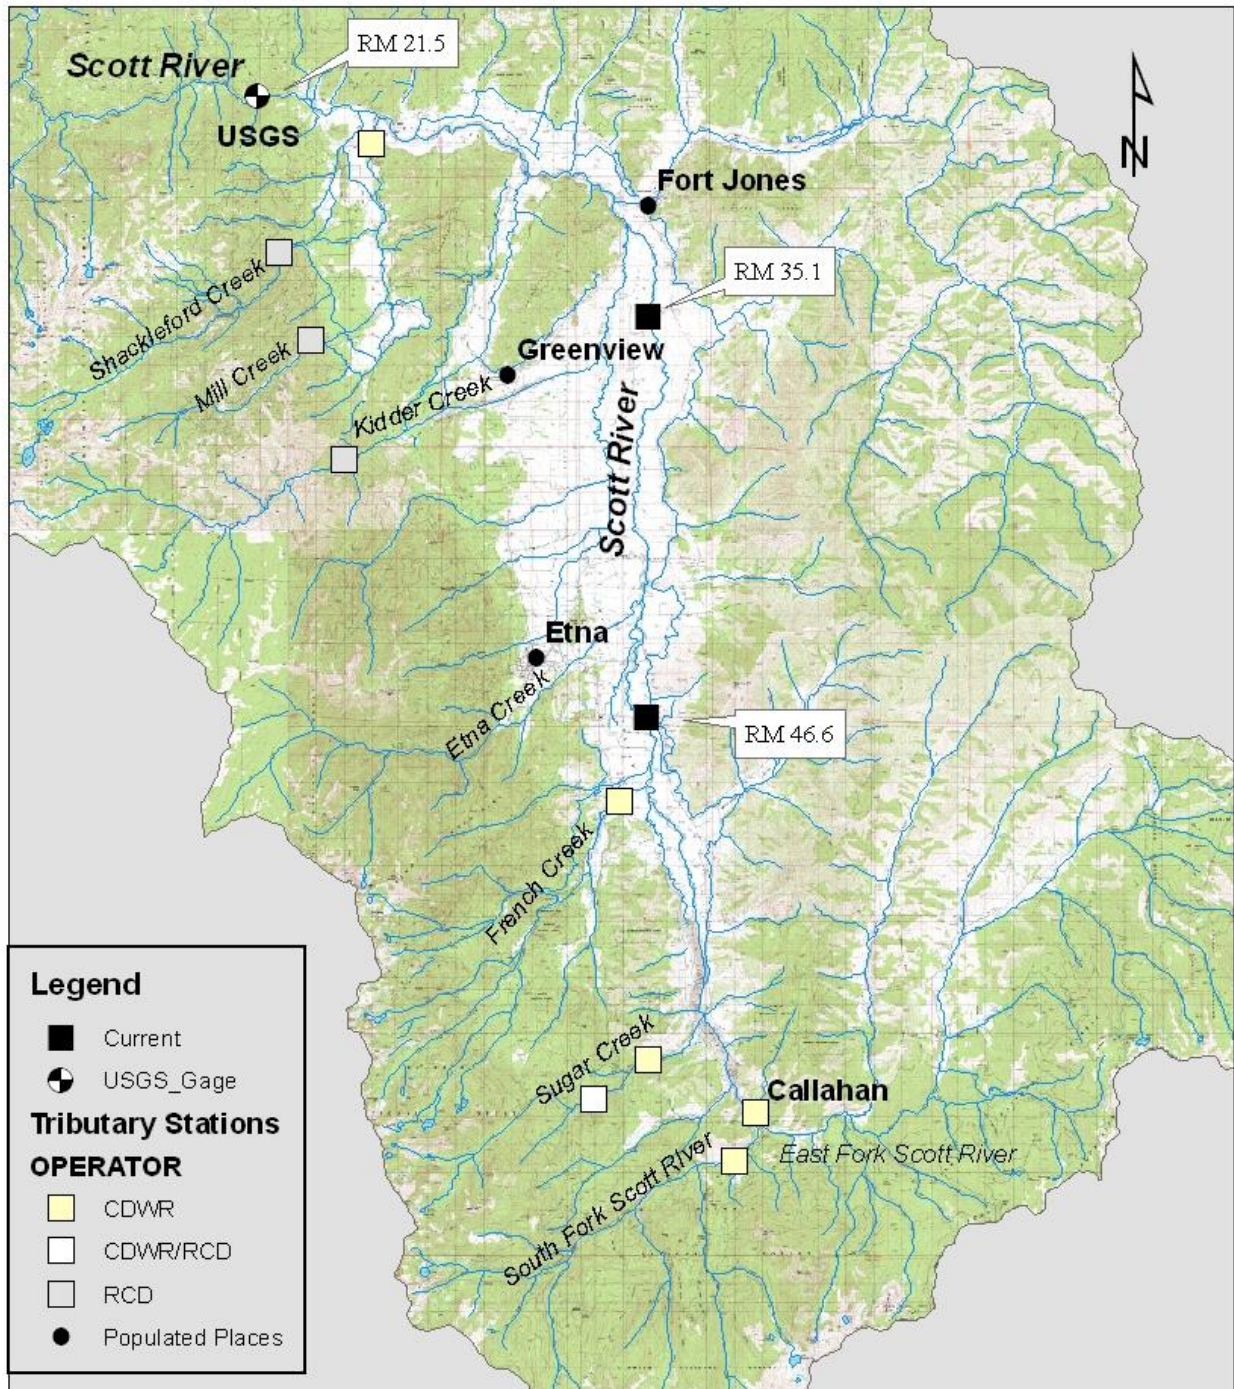 RM 21.5
Scott River
USGS
N
Fort Jones
RM 35.1
Shackleford Creek
Greenview
Mill Creek
Kidder Creek
Scott River
Etna
Etna Creek
RM 46.6
French Creek
Sugar Creek
Callahan
East Fork Scott River
South Fork Scott River
Legend
Current
USGS_Gage
Tributary Stations
OPERATOR
CDWR
CDWR/RCD
RCD
Populated Places